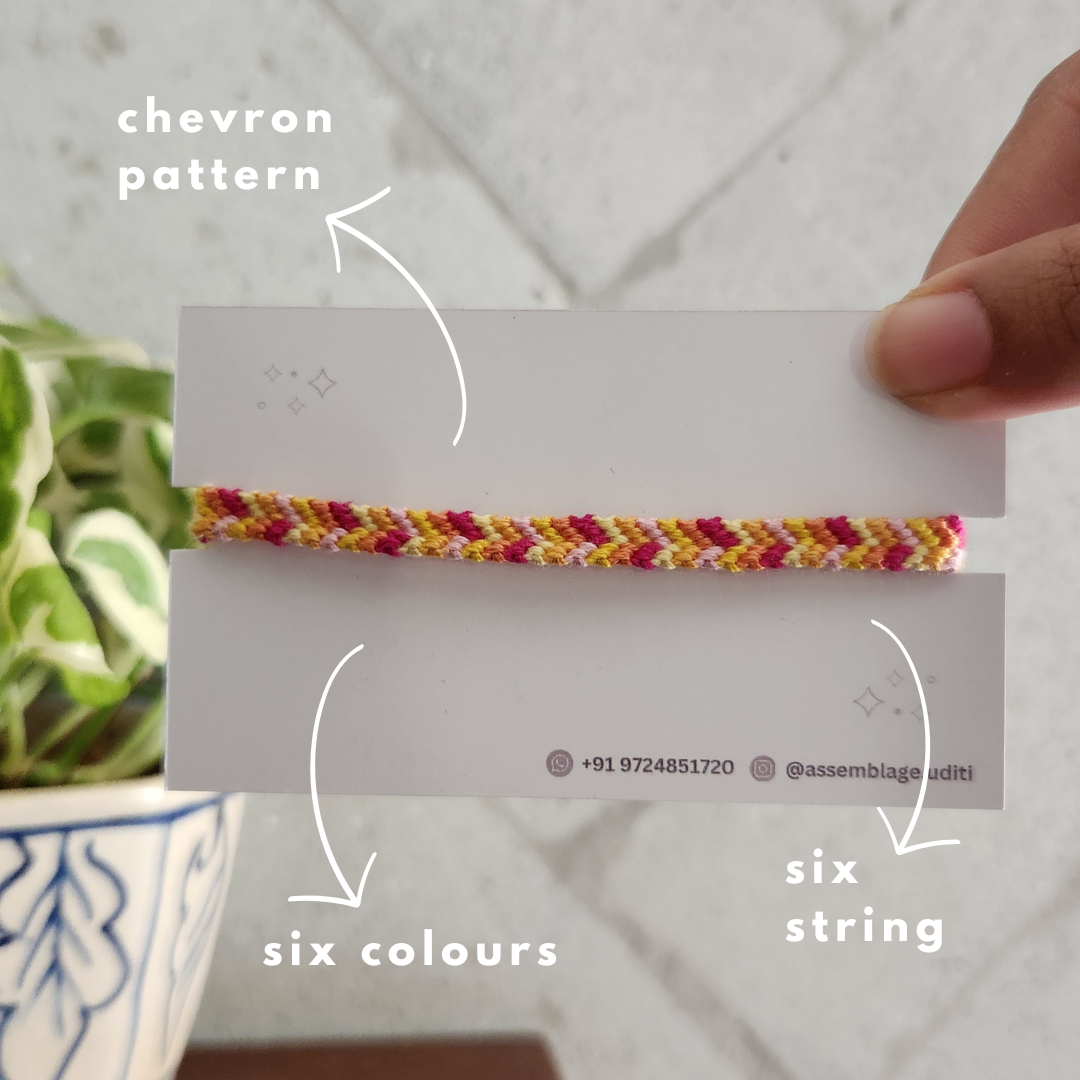 chevron
pattern
+91 9724851720 @assemblage.uditi
six
string
six colours